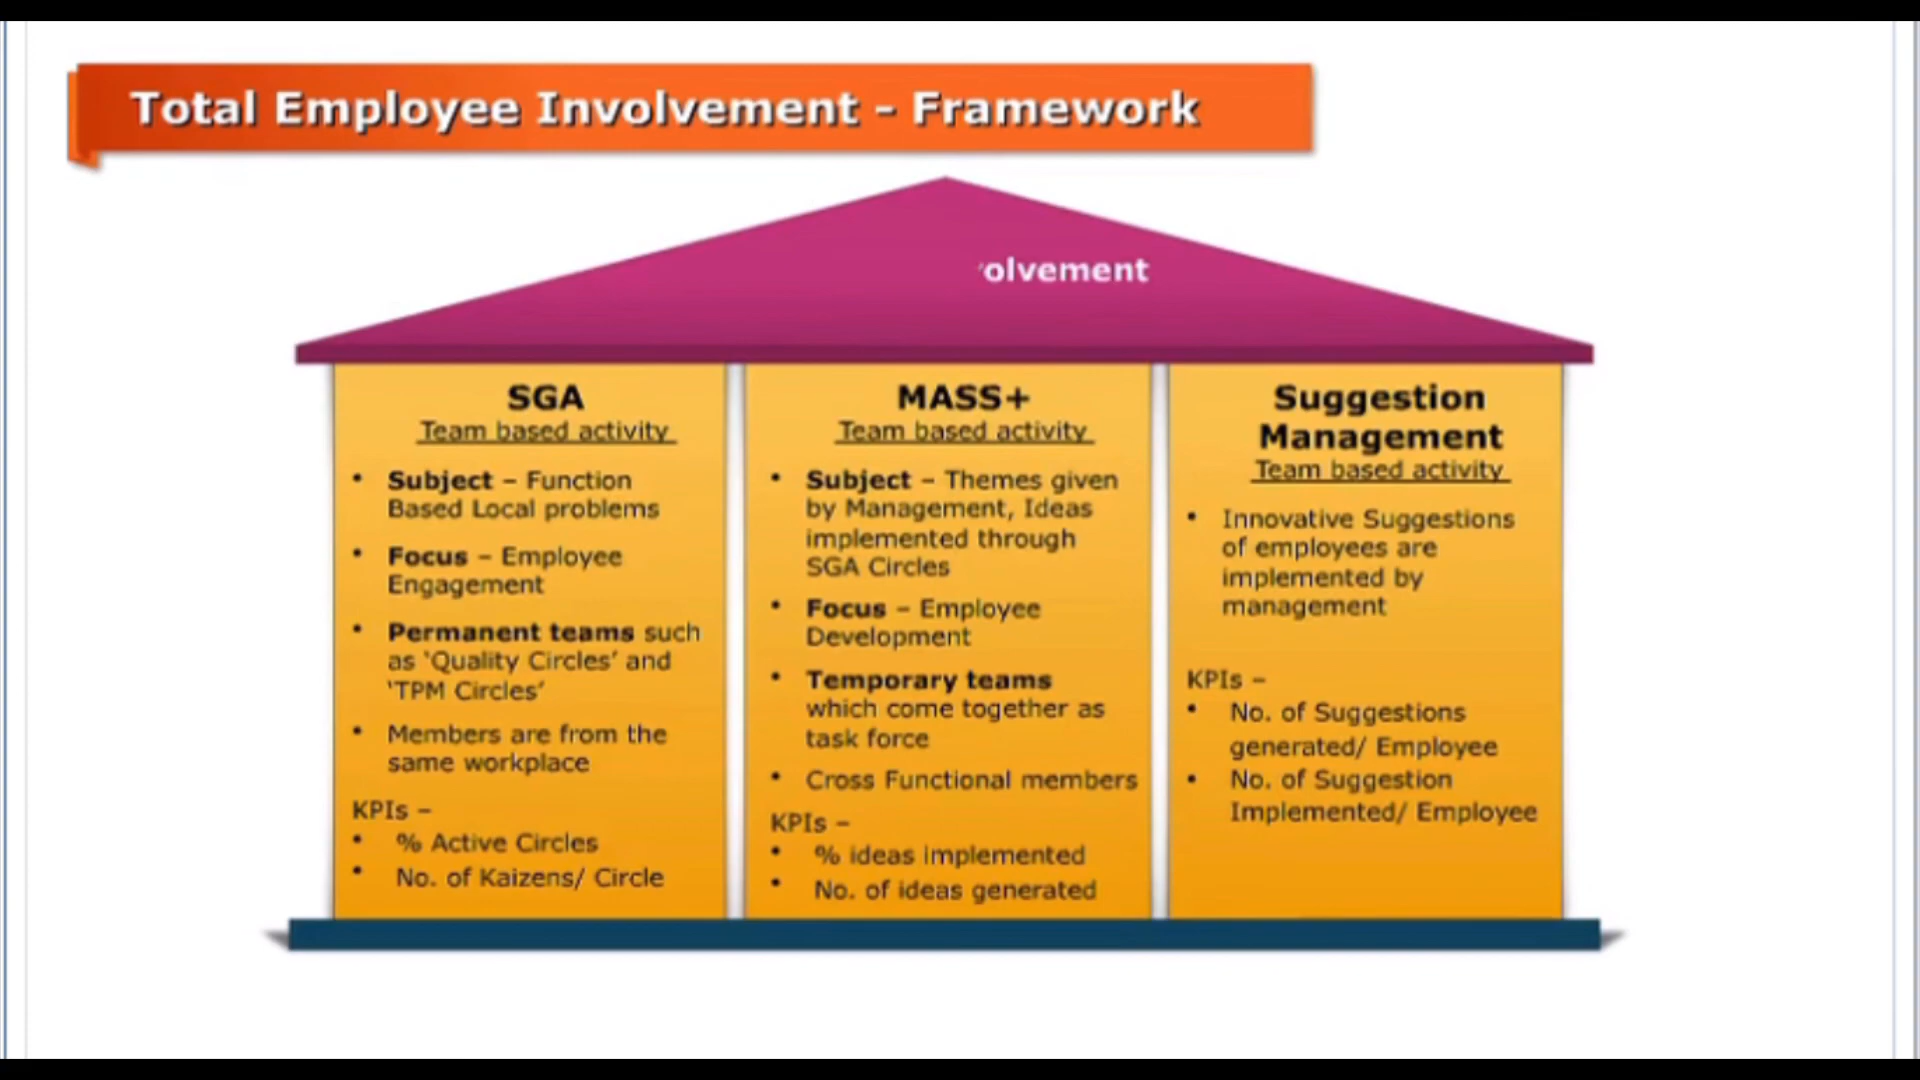 Total Employee Involvement - Framework
olvement
SGA
Team based activity
• Subject – Function
Based Local problems
• Focus – Employee
Engagement
• Permanent teams such
as ‘Quality Circles’ and
‘TPM Circles’
• Members are from the
same workplace
KPIs –
• % Active Circles
• No. of Kaizens/ Circle
MASS+
Team based activity
• Subject – Themes given
by Management, Ideas
implemented through
SGA Circles
• Focus – Employee
Development
• Temporary teams
which come together as
task force
• Cross Functional members
KPIs –
• % ideas implemented
• No. of ideas generated
Suggestion
Management
Team based activity
• Innovative Suggestions
of employees are
implemented by
management
KPIs –
• No. of Suggestions
generated/ Employee
• No. of Suggestion
Implemented/ Employee